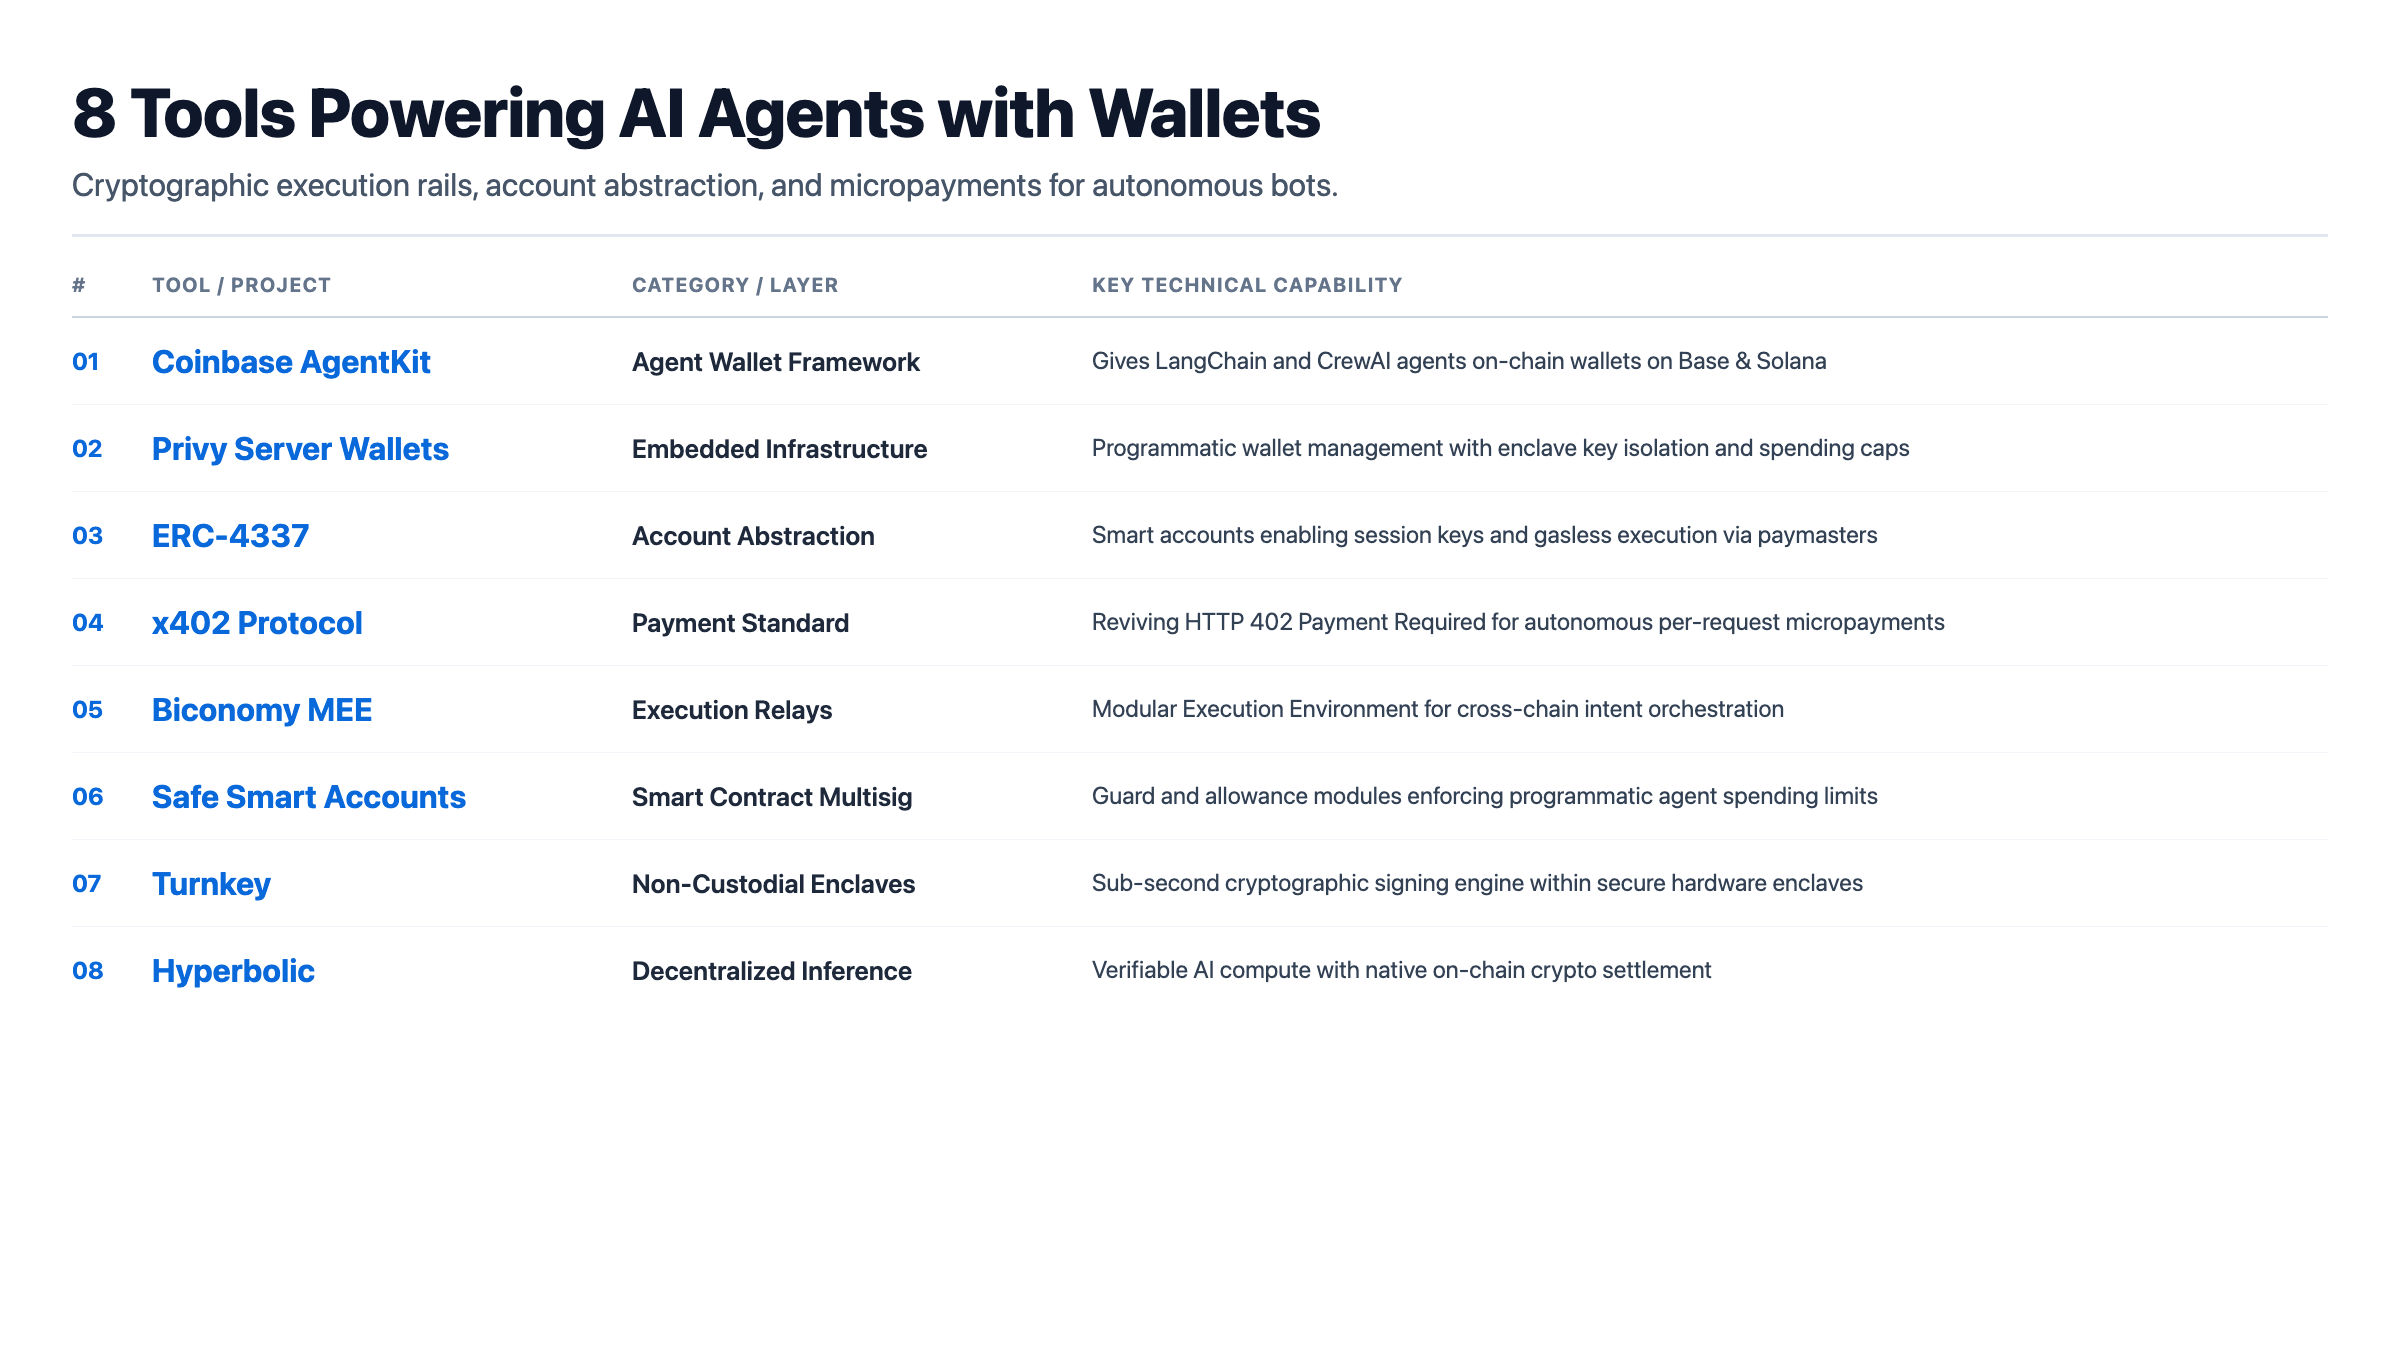 8 Tools Powering AI Agents with Wallets
Cryptographic execution rails, account abstraction, and micropayments for autonomous bots.
# TOOL / PROJECT CATEGORY / LAYER KEY TECHNICAL CAPABILITY
01 Coinbase AgentKit Agent Wallet Framework Gives LangChain and CrewAI agents on-chain wallets on Base & Solana
02 Privy Server Wallets Embedded Infrastructure Programmatic wallet management with enclave key isolation and spending caps
03 ERC-4337 Account Abstraction Smart accounts enabling session keys and gasless execution via paymasters
04 x402 Protocol Payment Standard Reviving HTTP 402 Payment Required for autonomous per-request micropayments
05 Biconomy MEE Execution Relays Modular Execution Environment for cross-chain intent orchestration
06 Safe Smart Accounts Smart Contract Multisig Guard and allowance modules enforcing programmatic agent spending limits
07 Turnkey Non-Custodial Enclaves Sub-second cryptographic signing engine within secure hardware enclaves
08 Hyperbolic Decentralized Inference Verifiable AI compute with native on-chain crypto settlement